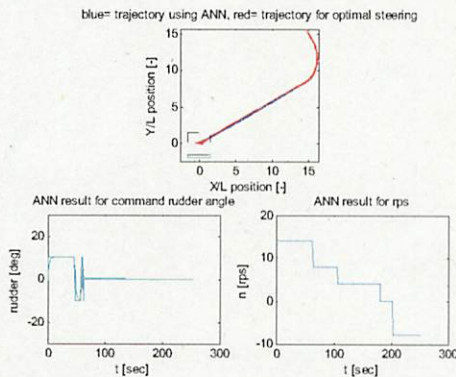 blue= trajectory using ANN, red= trajectory for optimal steering
15
10
5
0
Y/L position [-]
0 5 10 15
X/L position [-]
ANN result for command rudder angle
20
0
-20
rudder [deg]
0 100 200 300
t [sec]
ANN result for rps
20
10
0
-10
n [rps]
0 100 200 300
t [sec]